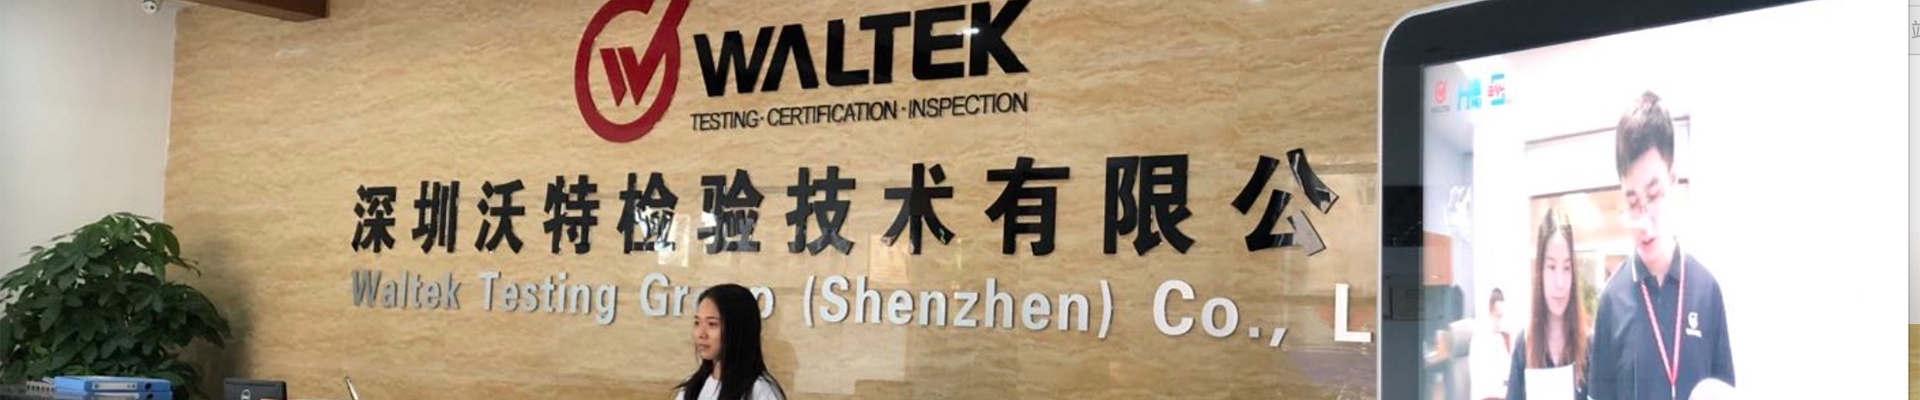 WALTEK
TESTING·CERTIFICATION·INSPECTION
深圳沃特检验技术有限公
Waltek Testing Group (Shenzhen) Co., L